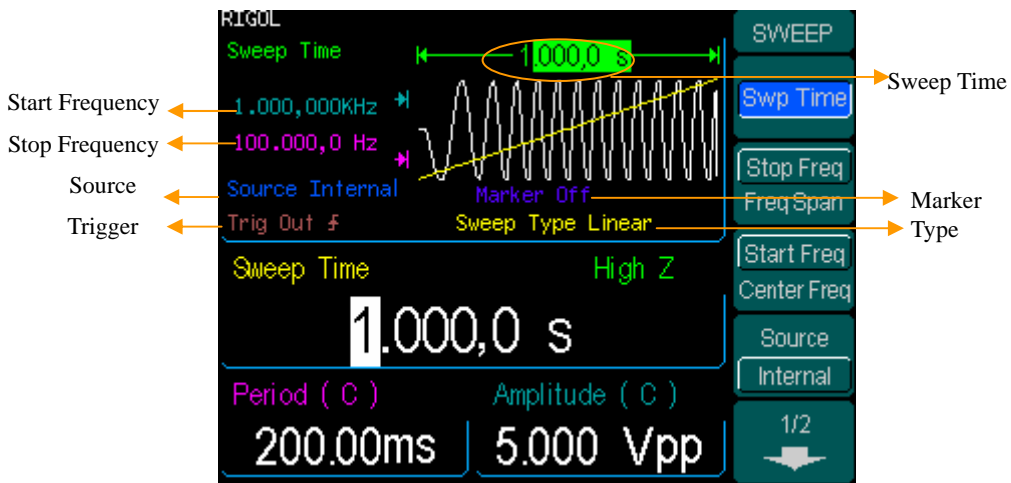 RIGOL
SWEEP
Sweep Time
1.000,0 s
Sweep Time
Swp Time
Start Frequency
1.000,000KHz
Stop Frequency
100.000,0 Hz
Stop Freq
Freq Span
Source
Source Internal
Marker Off
Marker
Trigger
Trig Out
Sweep Type Linear
Type
Sweep Time
High Z
Start Freq
Center Freq
1.000,0 s
Source
Internal
Period ( C )
Amplitude ( C )
200.00ms
5.000 Vpp
1/2